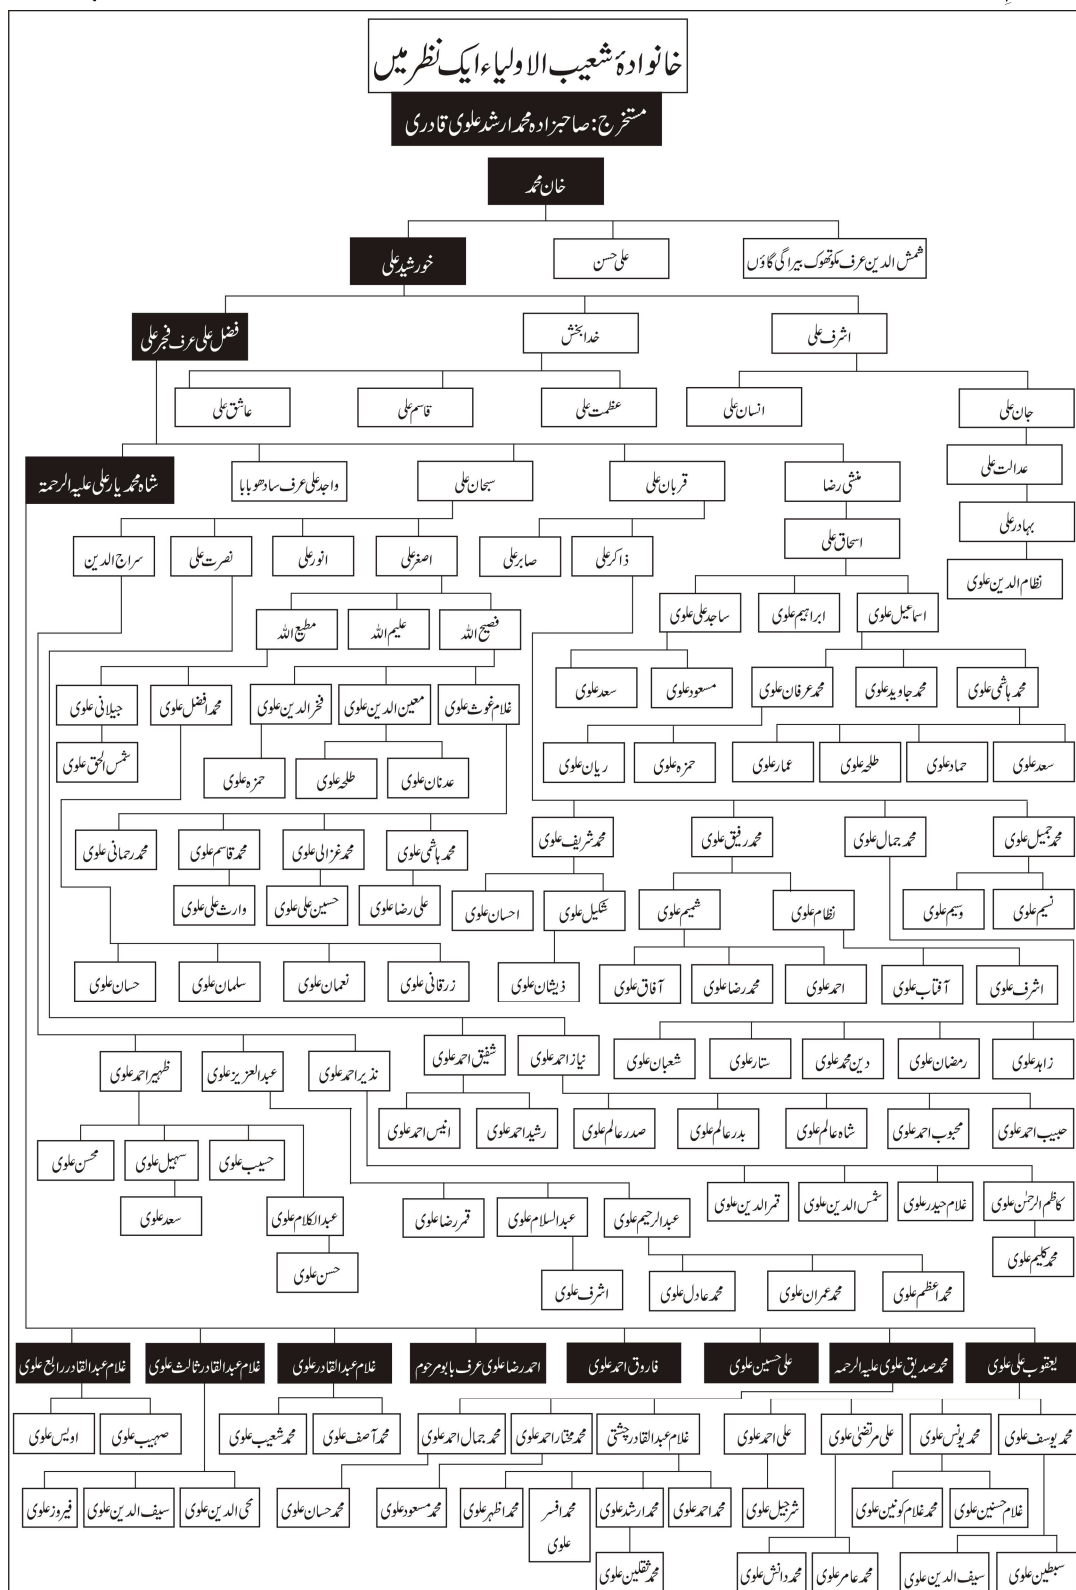 خانوادۂ شعیب الاولیاء ایک نظر میں
مستخرج: صاحبزادہ محمد ارشد علوی قادری
خان محمد
شمش الدین عرف مکو تھوک بیراگی گاؤں
علی حسن
خورشید علی
اشرف علی
خدا بخش
فضل علی عرف فجر علی
جان علی
انسان علی
عظمت علی
قاسم علی
عاشق علی
عدالت علی
منشی رضا
قربان علی
سبحان علی
واجد علی عرف سادھو بابا
شاہ محمد یار علی علیہ الرحمۃ
بہادر علی
اسحاق علی
ذاکر علی
صابر علی
اصغر علی
انور علی
نصرت علی
سراج الدین
نظام الدین علوی
اسماعیل علوی
ابراہیم علوی
ساجد علی علوی
فصیح اللہ
علیم اللہ
مطیع اللہ
محمد ہاشمی علوی
محمد جاوید علوی
محمد عرفان علوی
مسعود علوی
سعد علوی
غلام غوث علوی
معین الدین علوی
فخر الدین علوی
محمد افضل علوی
جیلانی علوی
سعد علوی
حماد علوی
طلحہ علوی
عمار علوی
حمزہ علوی
ریان علوی
عدنان علوی
طلحہ علوی
حمزہ علوی
شمس الحق علوی
محمد جمیل علوی
محمد جمال علوی
محمد رفیق علوی
محمد شریف علوی
محمد ہاشمی علوی
محمد غزالی علوی
محمد قاسم علوی
محمد رحمانی علوی
نسیم علوی
وسیم علوی
نظام علوی
شمیم علوی
شکیل علوی
احسان علوی
علی رضا علوی
حسین علی علوی
وارث علی علوی
اشرف علوی
آفتاب علوی
احمد علوی
محمد رضا علوی
آفاق علوی
ذیشان علوی
زرقانی علوی
نعمان علوی
سلمان علوی
حسان علوی
زاہد علوی
رمضان علوی
دین محمد علوی
ستار علوی
شعبان علوی
نیاز احمد علوی
شفیق احمد علوی
نذیر احمد علوی
عبدالعزیز علوی
ظہیر احمد علوی
حبیب احمد علوی
محبوب احمد علوی
شاہ عالم علوی
بدر عالم علوی
صدر عالم علوی
رشید احمد علوی
انیس احمد علوی
حسیب علوی
سہیل علوی
محسن علوی
کاظم الرحمٰن علوی
غلام حیدر علوی
شمس الدین علوی
قمر الدین علوی
عبدالرحیم علوی
عبدالسلام علوی
قمر رضا علوی
عبدالکلام علوی
سعد علوی
محمد کلیم علوی
محمد اعظم علوی
محمد عمران علوی
محمد عادل علوی
اشرف علوی
حسن علوی
یعقوب علی علوی
محمد صدیق علوی علیہ الرحمہ
علی حسین علوی
فاروق احمد علوی
احمد رضا علوی عرف بابو مرحوم
غلام عبدالقادر علوی
غلام عبدالقادر ثالث علوی
غلام عبدالقادر رابع علوی
محمد یوسف علوی
محمد یونس علوی
علی مرتضیٰ علوی
علی احمد علوی
غلام عبدالقادر چشتی
محمد مختار احمد علوی
محمد جمال احمد علوی
محمد آصف علوی
محمد شعیب علوی
صہیب علوی
اویس علوی
غلام حسنین علوی
محمد غلام کونین علوی
شرجیل علوی
محمد احمد علوی
محمد ارشد علوی
محمد افسر
علوی
محمد اظہر علوی
محمد مسعود علوی
محمد حسان علوی
محی الدین علوی
سیف الدین علوی
فیروز علوی
سبطین علوی
سیف الدین علوی
محمد عامر علوی
محمد دانش علوی
محمد ثقلین علوی